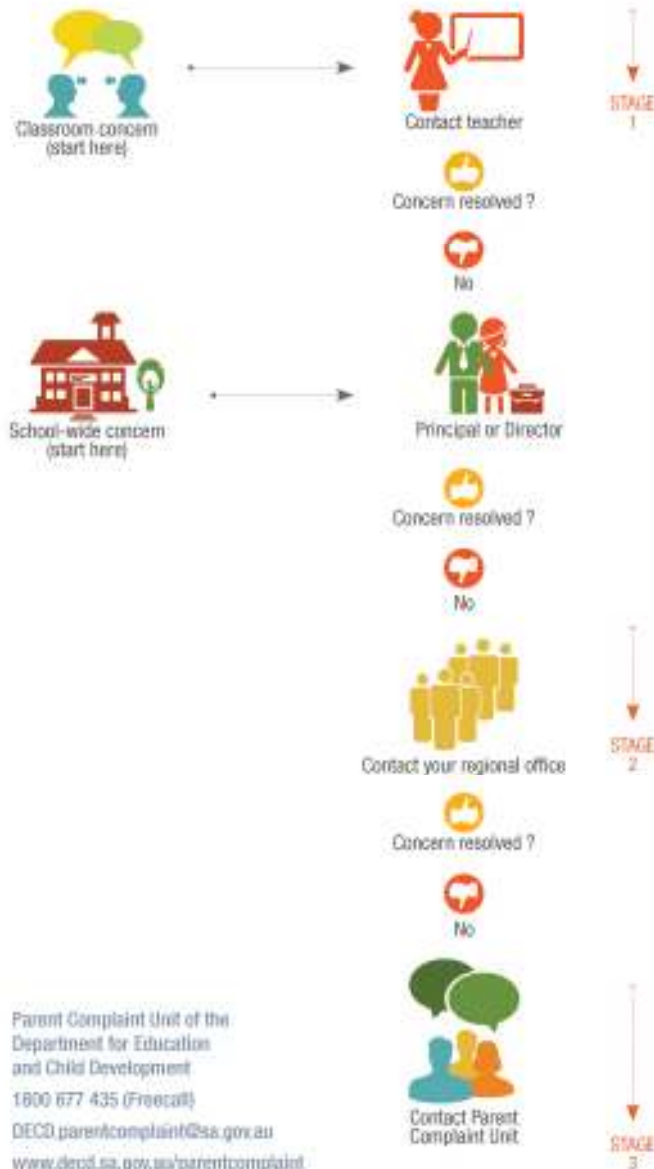 Classroom concern
(start here)
Contact teacher
STAGE
1
Concern resolved ?
No
School-wide concern
(start here)
Principal or Director
Concern resolved ?
No
Contact your regional office
STAGE
2
Concern resolved ?
No
Contact Parent
Complaint Unit
STAGE
3
Parent Complaint Unit of the
Department for Education
and Child Development
1800 677 435 (Freecall)
DECD.parentcomplaint@sa.gov.au
www.decd.sa.gov.au/parentcomplaint